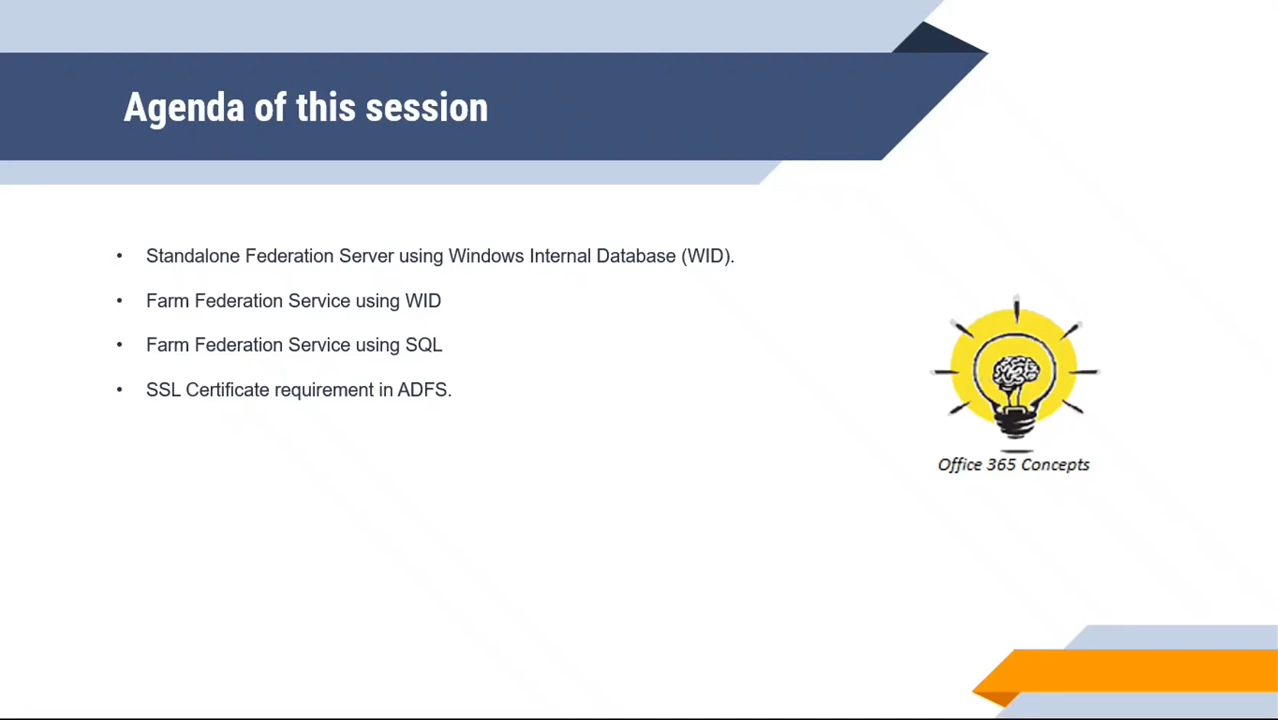 Agenda of this session
• Standalone Federation Server using Windows Internal Database (WID).
• Farm Federation Service using WID
• Farm Federation Service using SQL
• SSL Certificate requirement in ADFS.
Office 365 Concepts